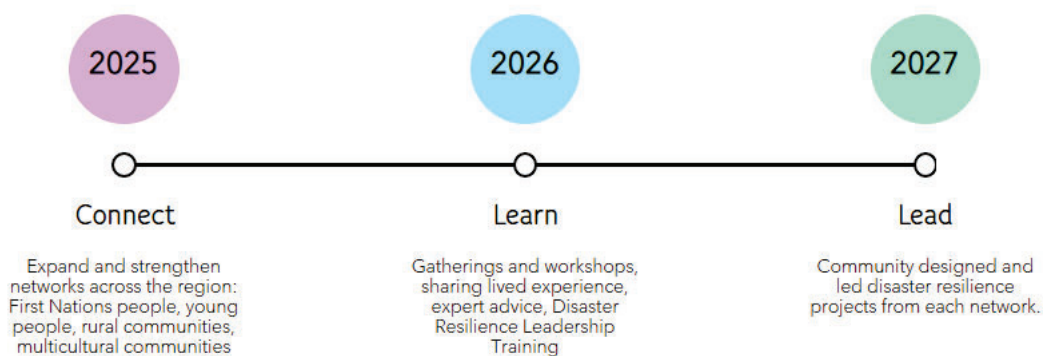 2025
2026
2027
Connect
Learn
Lead
Expand and strengthen
networks across the region:
First Nations people, young
people, rural communities,
multicultural communities
Gatherings and workshops,
sharing lived experience,
expert advice, Disaster
Resilience Leadership
Training
Community designed and
led disaster resilience
projects from each network.